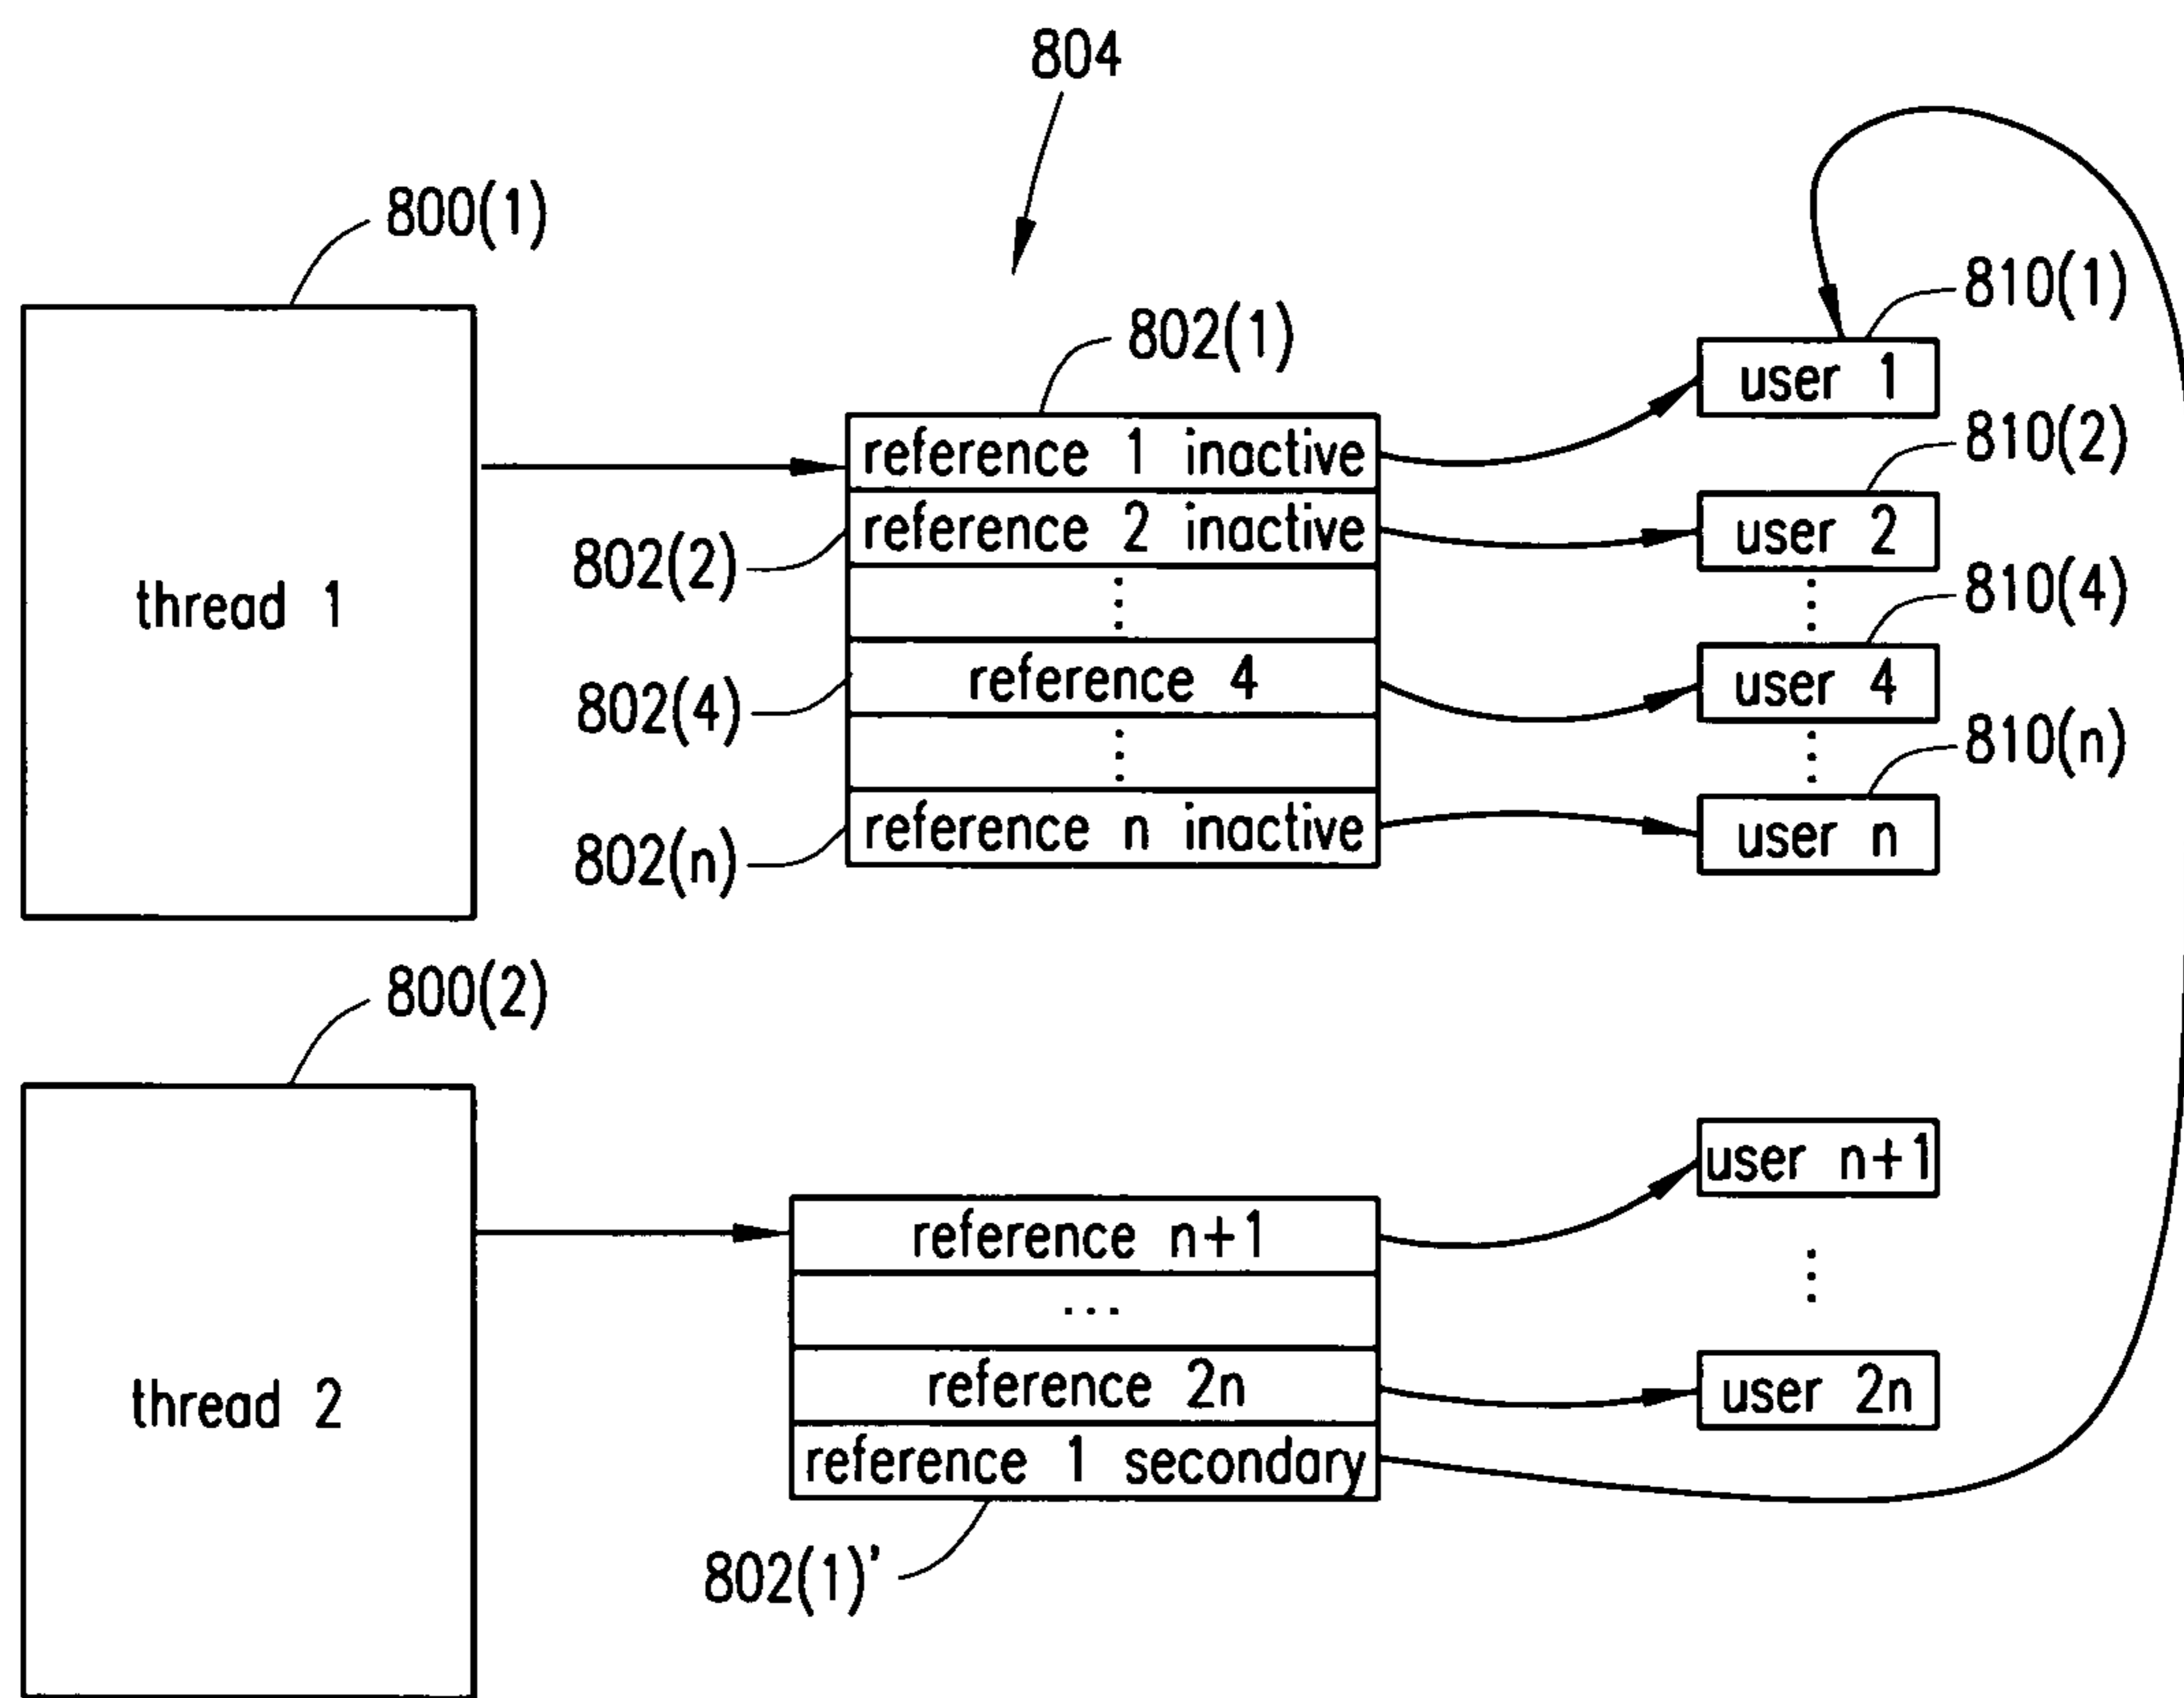 804
800(1)
810(1)
802(1)
user 1
810(2)
reference 1 inactive
reference 2 inactive
user 2
802(2)
810(4)
thread 1
⋮
⋮
reference 4
user 4
802(4)
810(n)
⋮
⋮
reference n inactive
user n
802(n)
800(2)
user n+1
reference n+1
⋮
...
reference 2n
user 2n
thread 2
reference 1 secondary
802(1)'